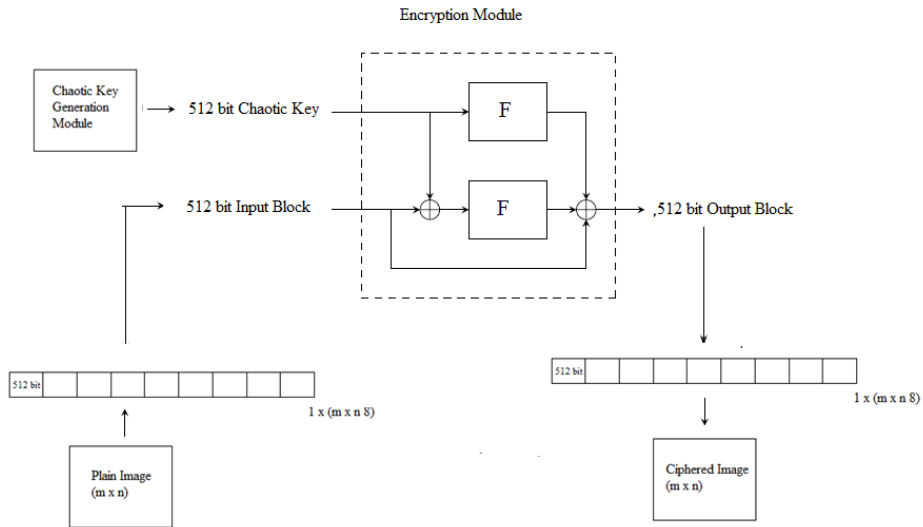 Encryption Module
Chaotic Key
Generation
Module
512 bit Chaotic Key
F
512 bit Input Block
F
,512 bit Output Block
512 bit
1 x (m x n 8)
512 bit
1 x (m x n 8)
Plain Image
(m x n)
Ciphered Image
(m x n)